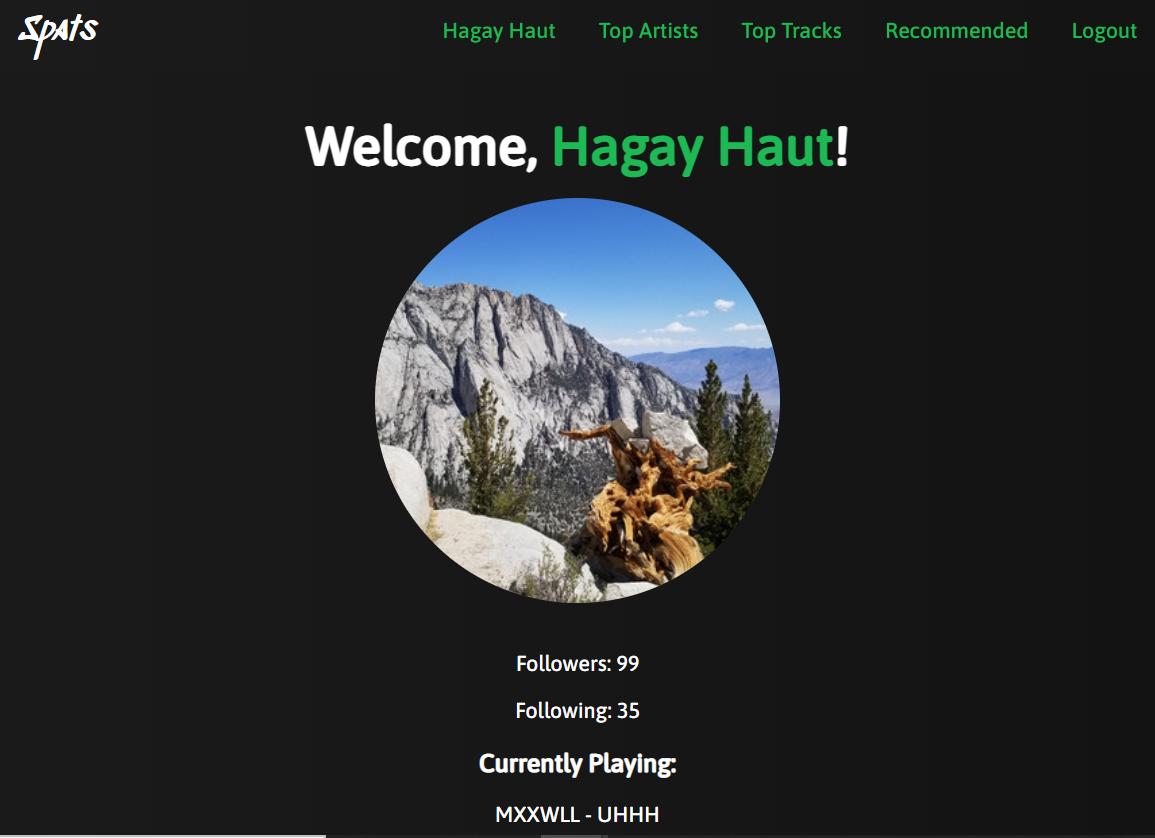 Spats
Hagay Haut Top Artists Top Tracks Recommended Logout
Welcome, Hagay Haut!
Followers: 99
Following: 35
Currently Playing:
MXXWLL - UHHH